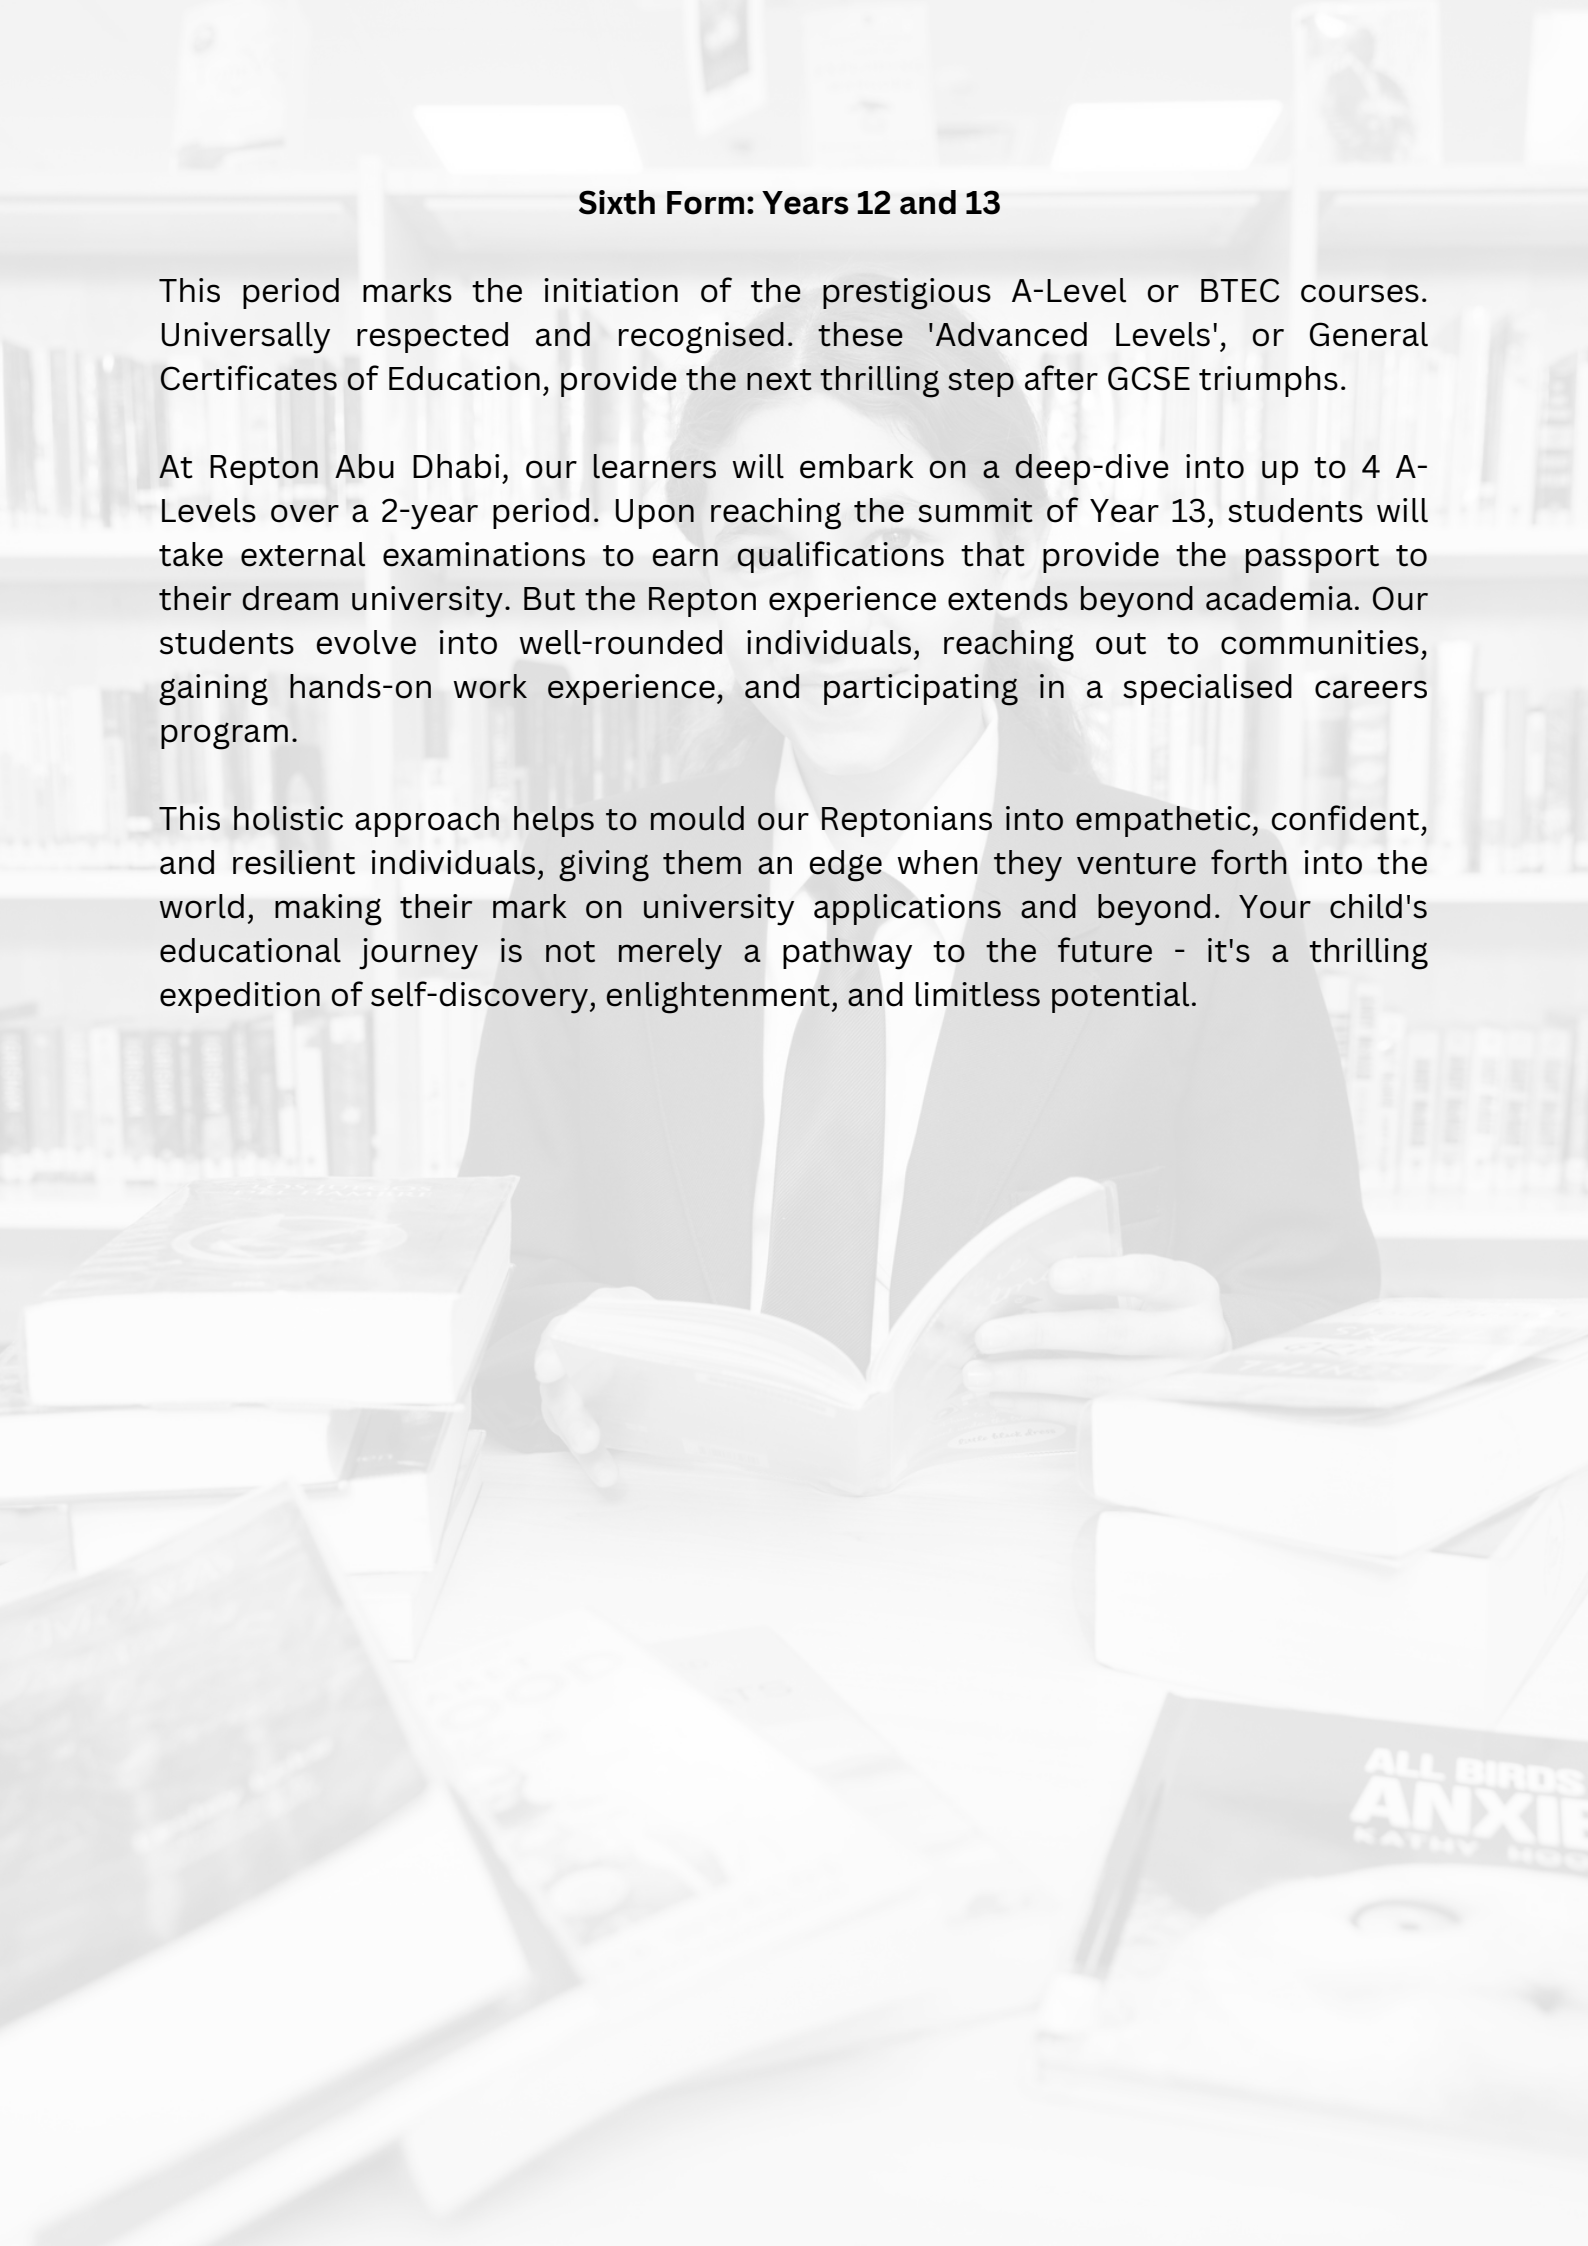 Sixth Form: Years 12 and 13
This period marks the initiation of the prestigious A-Level or BTEC courses.
Universally respected and recognised. these 'Advanced Levels', or General
Certificates of Education, provide the next thrilling step after GCSE triumphs.
At Repton Abu Dhabi, our learners will embark on a deep-dive into up to 4 A-
Levels over a 2-year period. Upon reaching the summit of Year 13, students will
take external examinations to earn qualifications that provide the passport to
their dream university. But the Repton experience extends beyond academia. Our
students evolve into well-rounded individuals, reaching out to communities,
gaining hands-on work experience, and participating in a specialised careers
program.
This holistic approach helps to mould our Reptonians into empathetic, confident,
and resilient individuals, giving them an edge when they venture forth into the
world, making their mark on university applications and beyond. Your child's
educational journey is not merely a pathway to the future - it's a thrilling
expedition of self-discovery, enlightenment, and limitless potential.
ALL BIRDS
KATHY